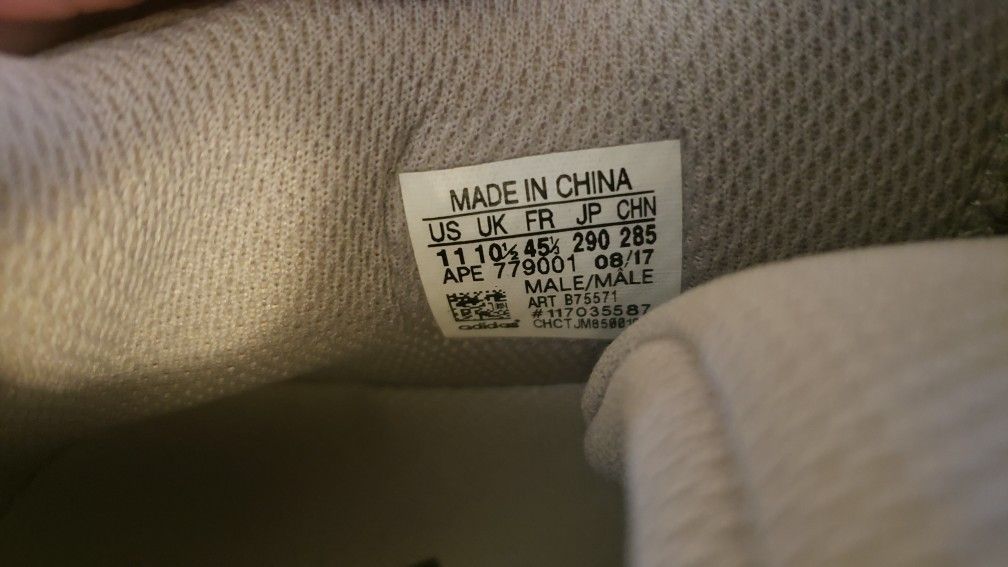 MADE IN CHINA
US UK FR JP CHN
11 10½ 45⅓ 290 285
APE 779001 08/17
MALE/MÂLE
ART B75571
#117035587
adidas